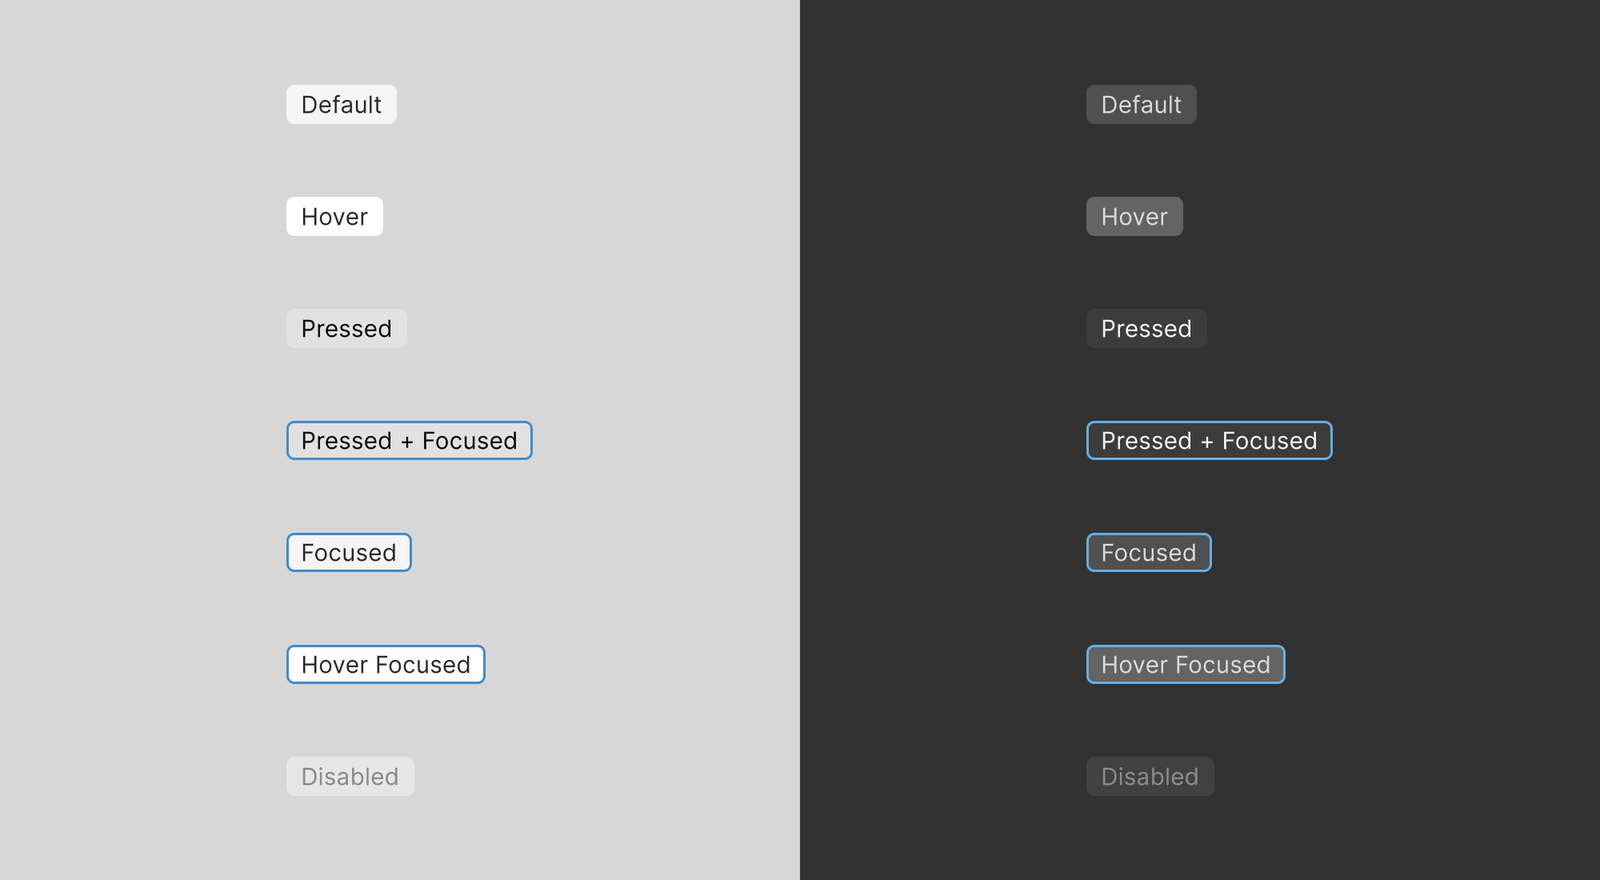 Default
Hover
Pressed
Pressed + Focused
Focused
Hover Focused
Disabled
Default
Hover
Pressed
Pressed + Focused
Focused
Hover Focused
Disabled